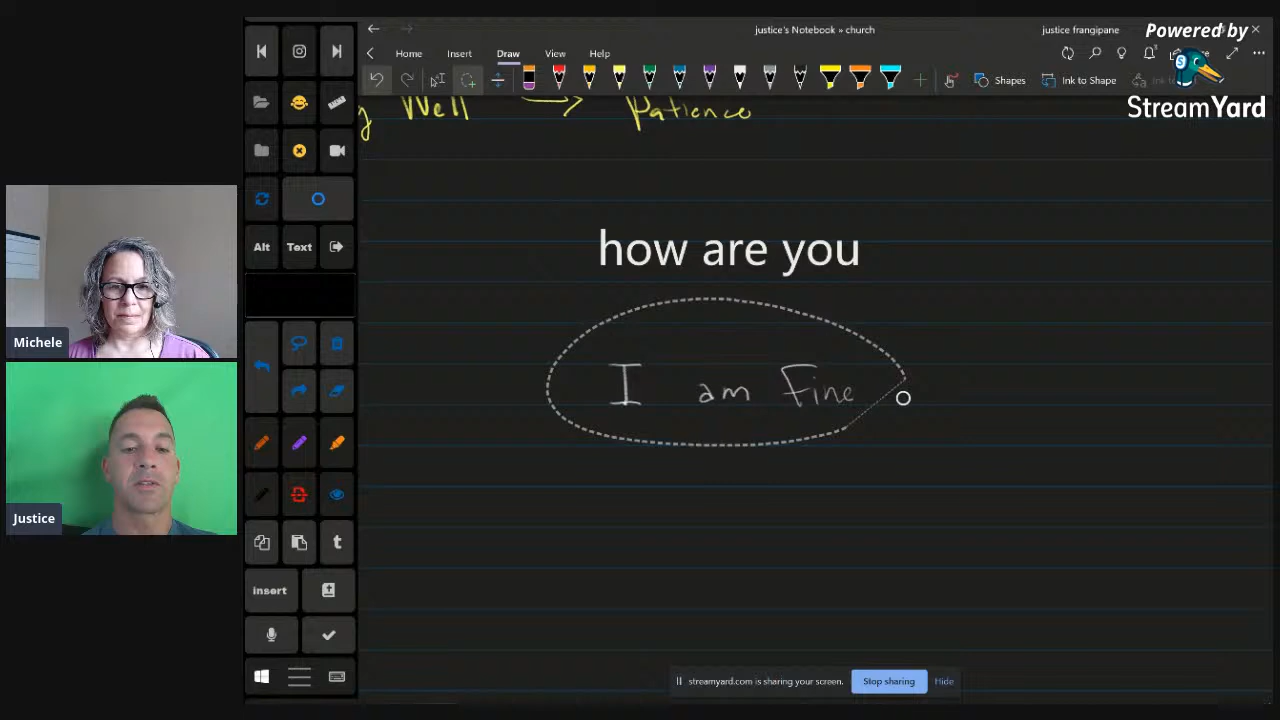 justice's Notebook » church
justice frangipane
Powered by
Home Insert Draw View Help
Shapes Ink to Shape
StreamYard
Well → Patience
Alt Text
how are you
I am Fine
Michele
Justice
t
insert
streamyard.com is sharing your screen. Stop sharing Hide